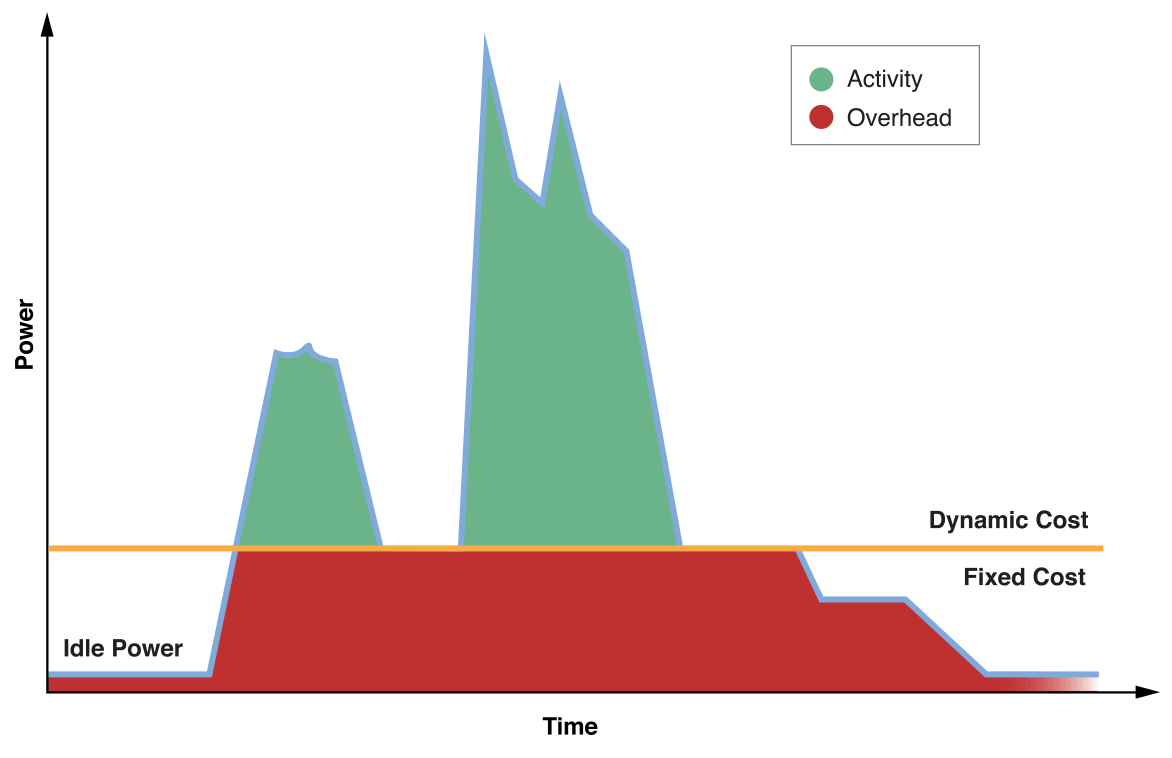 Activity
Overhead
Power
Dynamic Cost
Fixed Cost
Idle Power
Time